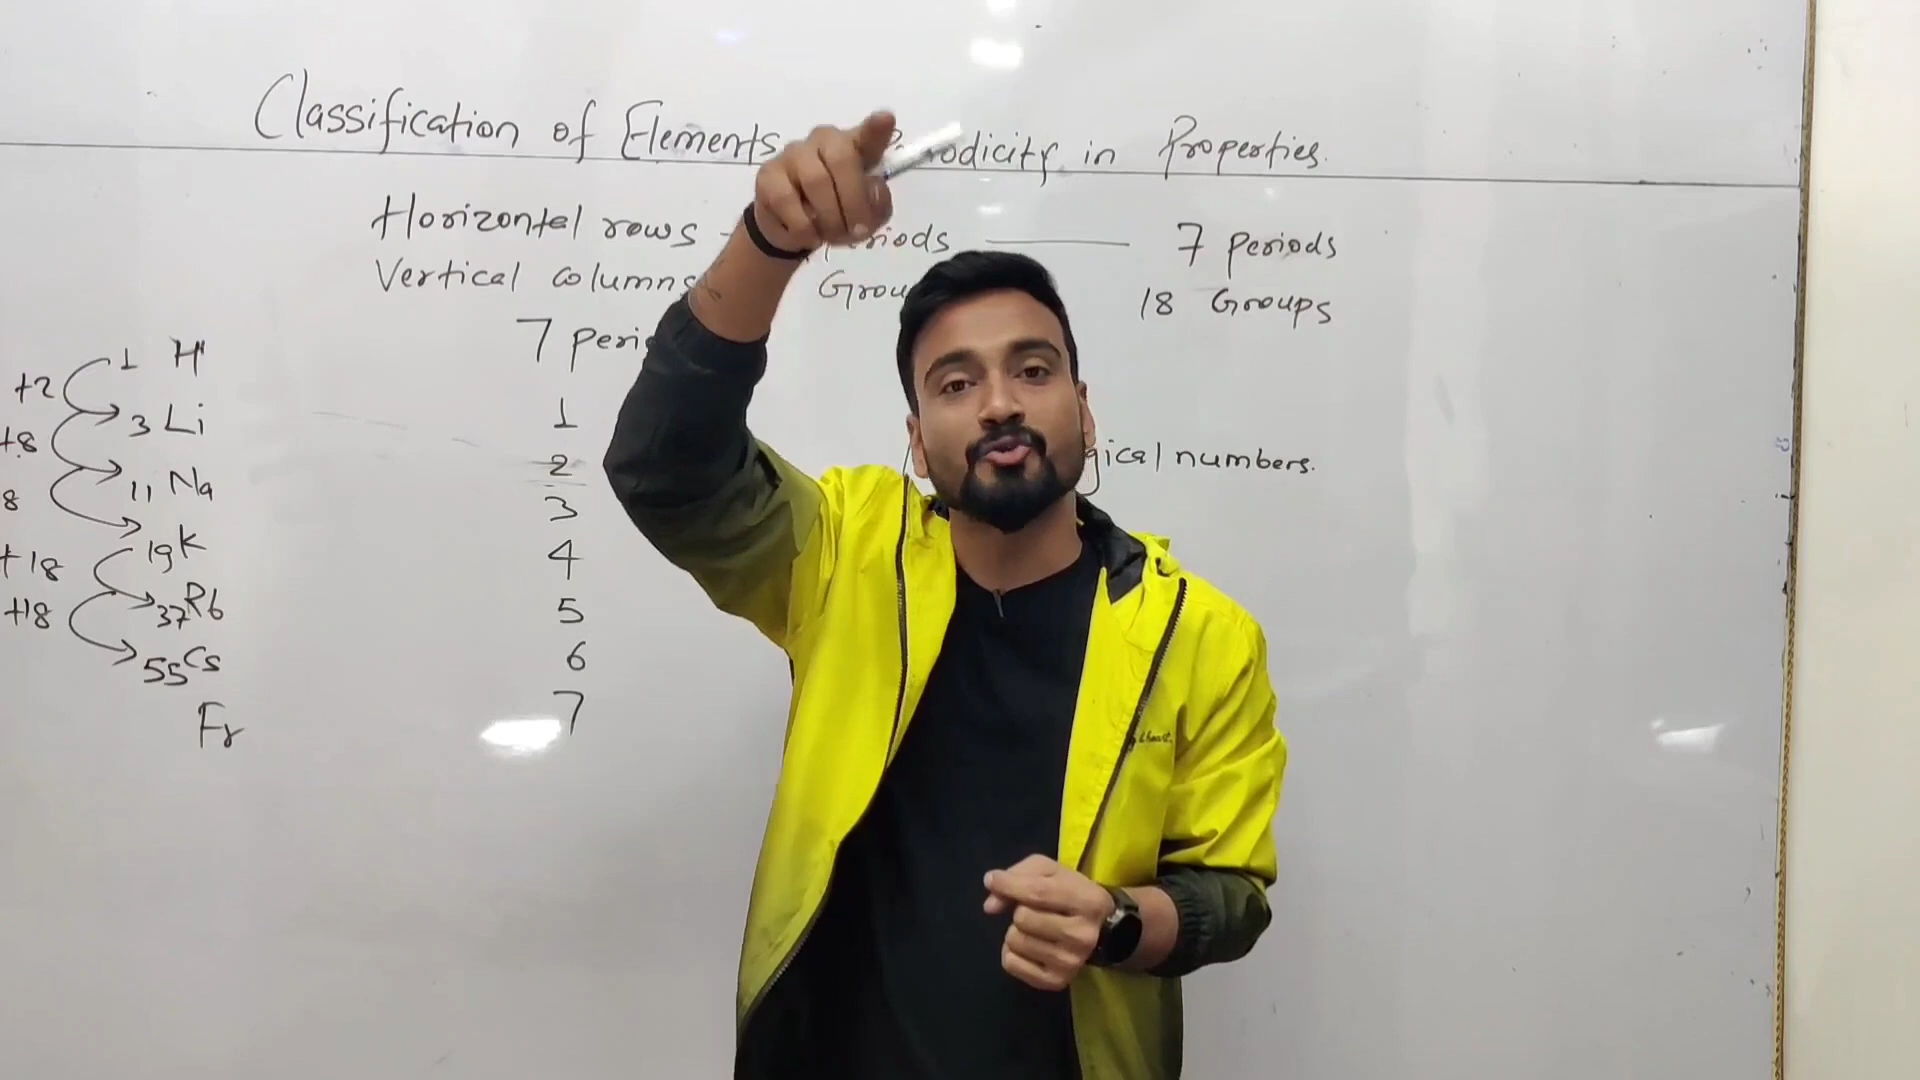 Classification of Elements odicity in Properties.
Horizontal rows - Periods — 7 periods
Vertical columns Grou 18 Groups
7 peri
1 H
+2
3 Li
+8
11 Na
8
19 K
+18
37 Rb
+18
55 Cs
Fr
1
2
3
4
5
6
7
gical numbers.